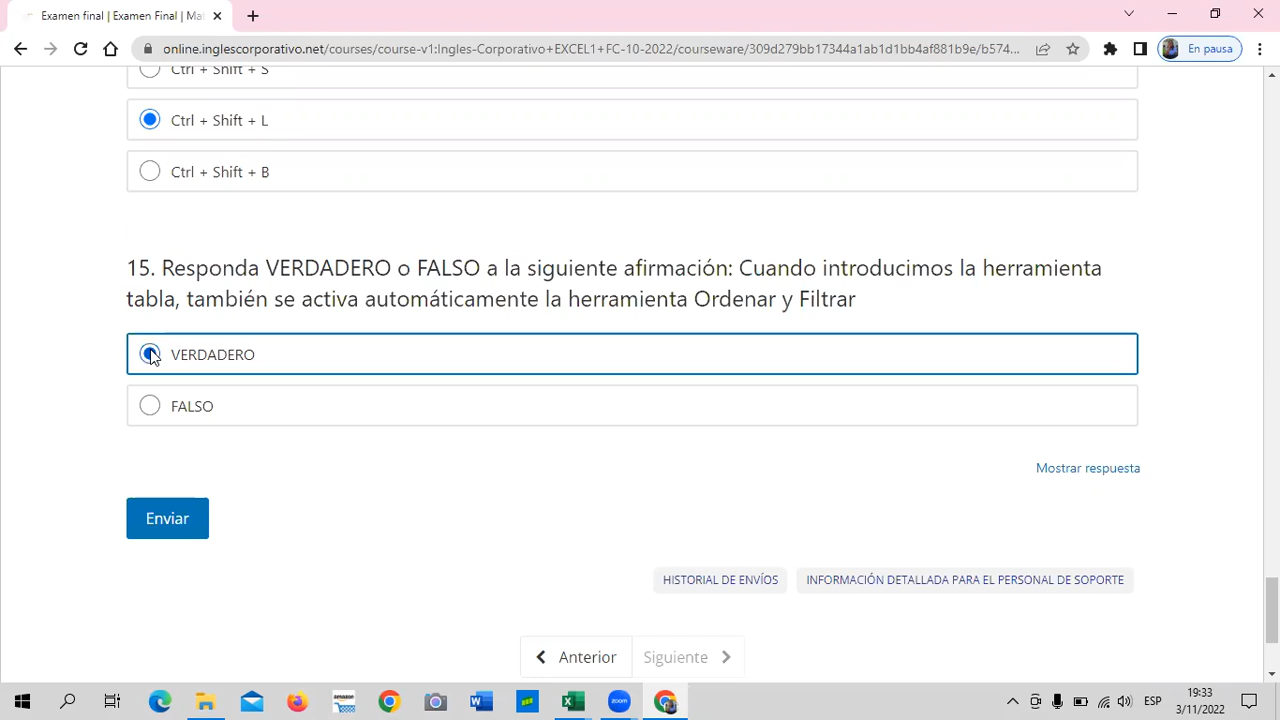 Examen final | Examen Final | Ma
online.inglescorporativo.net/courses/course-v1:Ingles-Corporativo+EXCEL1+FC-10-2022/courseware/309d279bb17344a1ab1d1bb4af881b9e/b574...
En pausa
Ctrl + Shift + S
Ctrl + Shift + L
Ctrl + Shift + B
15. Responda VERDADERO o FALSO a la siguiente afirmación: Cuando introducimos la herramienta
tabla, también se activa automáticamente la herramienta Ordenar y Filtrar
VERDADERO
FALSO
Mostrar respuesta
Enviar
HISTORIAL DE ENVÍOS
INFORMACIÓN DETALLADA PARA EL PERSONAL DE SOPORTE
Anterior
Siguiente
amazon
zoom
ESP
19:33
3/11/2022